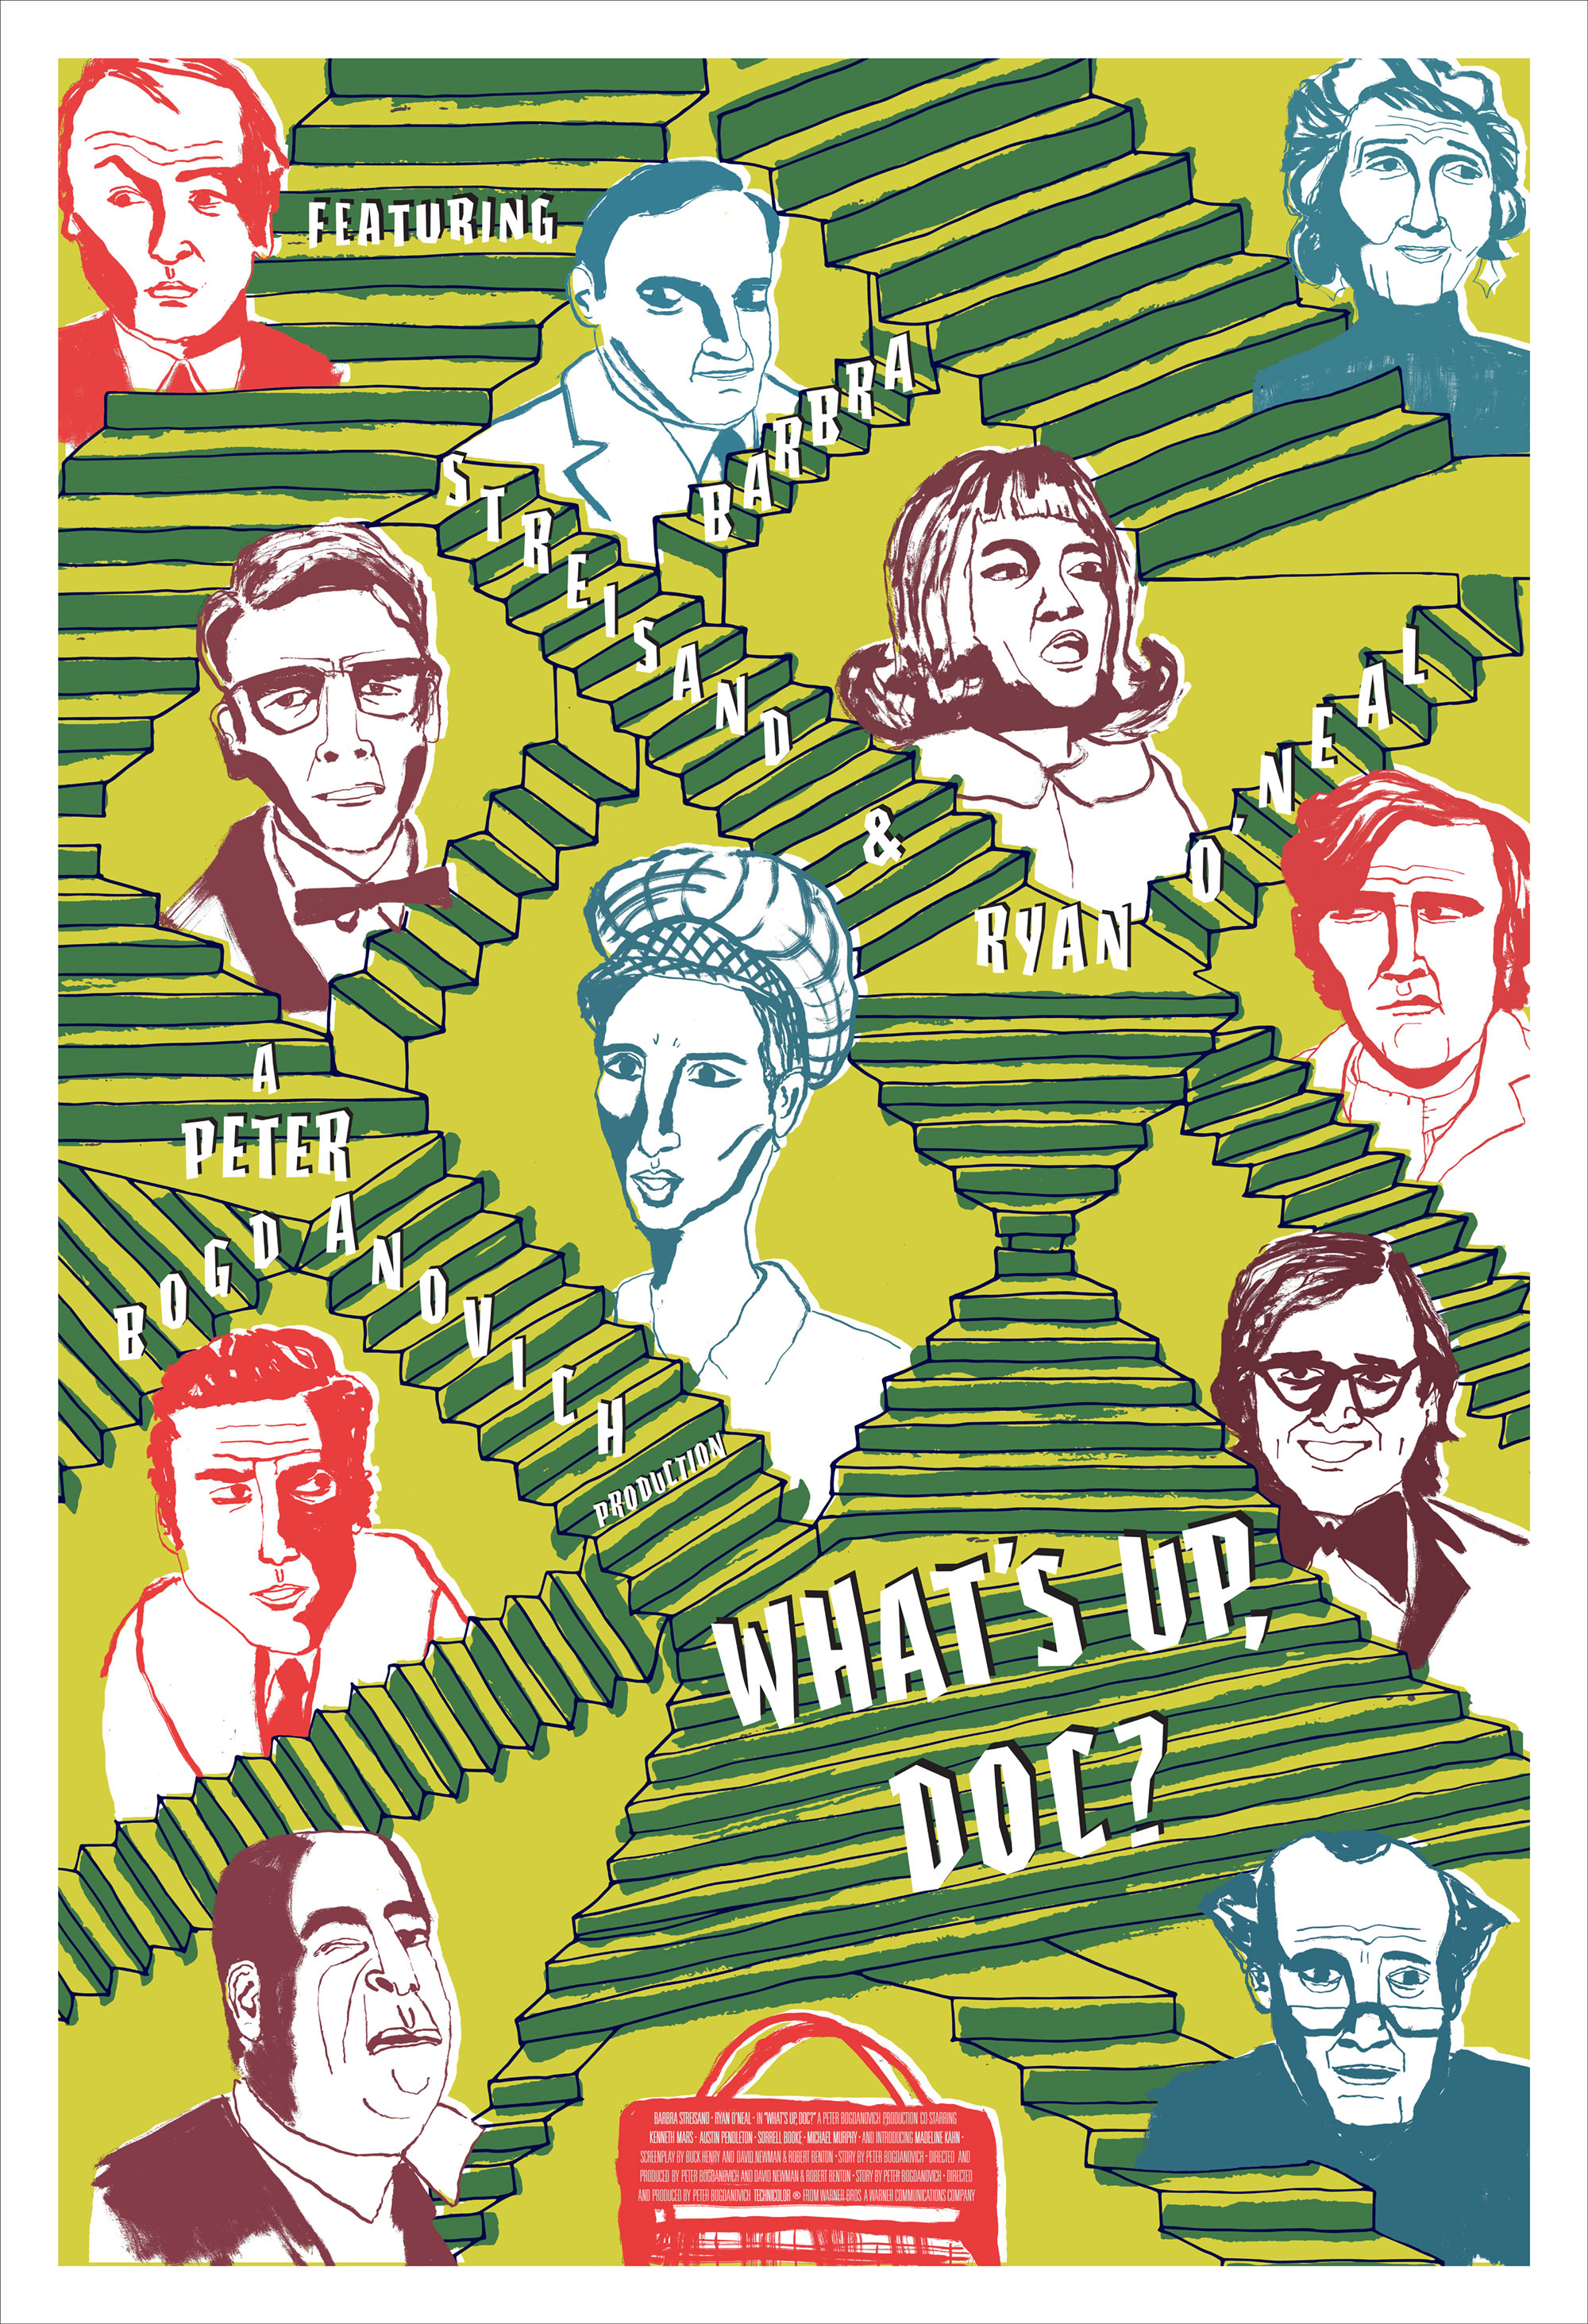 FEATURING
BARBRA
STREISAND
&
RYAN
O'NEAL
A
PETER
BOGDANOVICH
PRODUCTION
WHAT'S UP,
DOC?
BARBRA STREISAND · RYAN O'NEAL · IN "WHAT'S UP, DOC?" A PETER BOGDANOVICH PRODUCTION CO-STARRING
KENNETH MARS · AUSTIN PENDLETON · SORRELL BOOKE · MICHAEL MURPHY · AND INTRODUCING MADELINE KAHN ·
SCREENPLAY BY BUCK HENRY AND DAVID NEWMAN & ROBERT BENTON · STORY BY PETER BOGDANOVICH · DIRECTED AND
PRODUCED BY PETER BOGDANOVICH AND DAVID NEWMAN & ROBERT BENTON · STORY BY PETER BOGDANOVICH · DIRECTED
AND PRODUCED BY PETER BOGDANOVICH TECHNICOLOR ® FROM WARNER BROS. A WARNER COMMUNICATIONS COMPANY